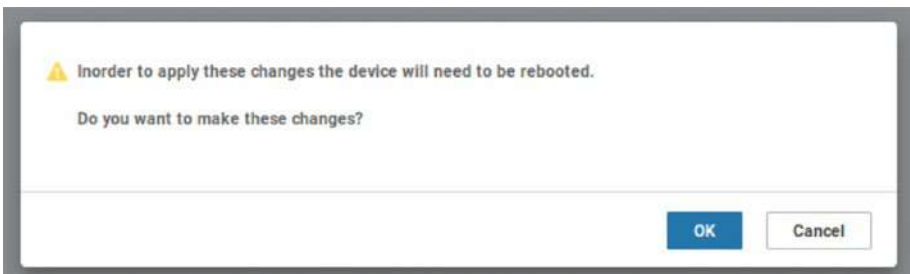 Inorder to apply these changes the device will need to be rebooted.
Do you want to make these changes?
OK
Cancel